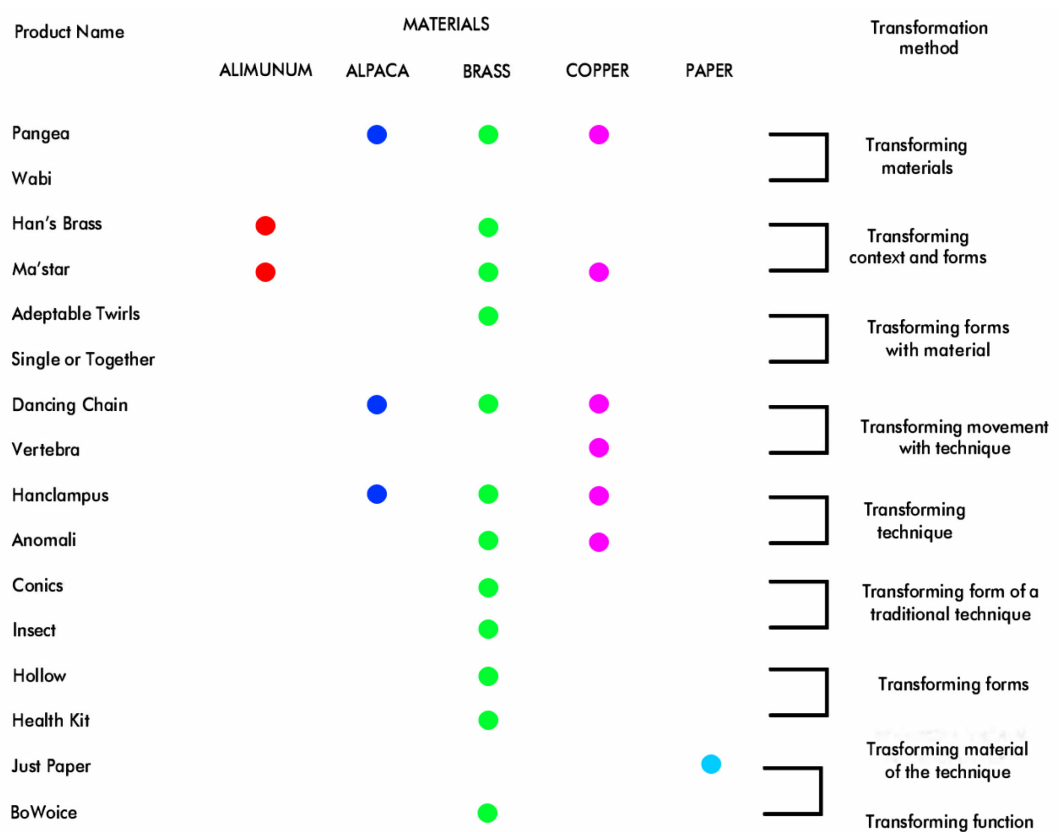 Product Name
MATERIALS
Transformation
method
ALIMUNUM
ALPACA
BRASS
COPPER
PAPER
Pangea
Transforming
materials
Wabi
Han's Brass
Transforming
context and forms
Ma'star
Adeptable Twirls
Trasforming forms
with material
Single or Together
Dancing Chain
Transforming movement
with technique
Vertebra
Hanclampus
Transforming
technique
Anomali
Conics
Transforming form of a
traditional technique
Insect
Hollow
Transforming forms
Health Kit
Just Paper
Trasforming material
of the technique
BoWoice
Transforming function